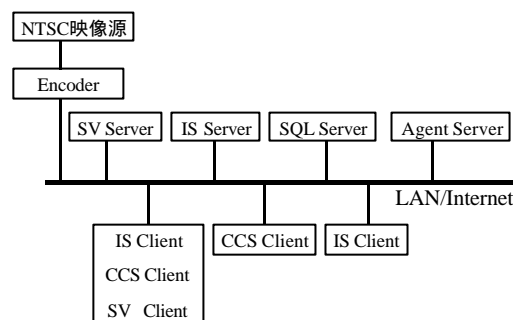 NTSC映像源
Encoder
SV Server
IS Server
SQL Server
Agent Server
LAN/Internet
IS Client
CCS Client
SV Client
CCS Client
IS Client